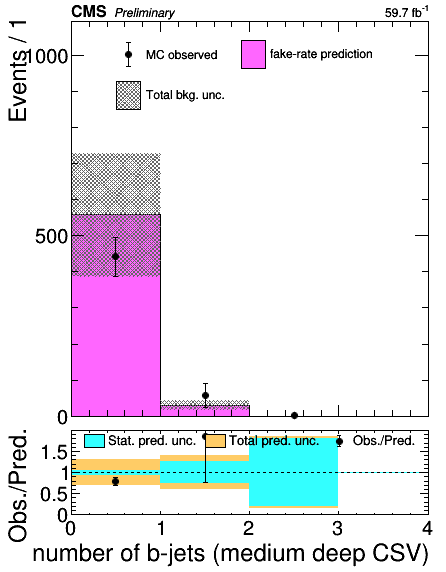 CMS Preliminary 59.7 fb⁻¹
Events / 1
1000
500
0
MC observed
fake-rate prediction
Total bkg. unc.
Obs./Pred.
Stat. pred. unc. Total pred. unc. Obs./Pred.
1.5
1
0.5
0
0 1 2 3 4
number of b-jets (medium deep CSV)